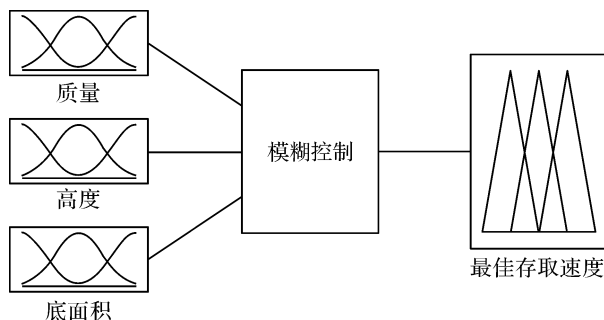 质量
高度
底面积
模糊控制
最佳存取速度